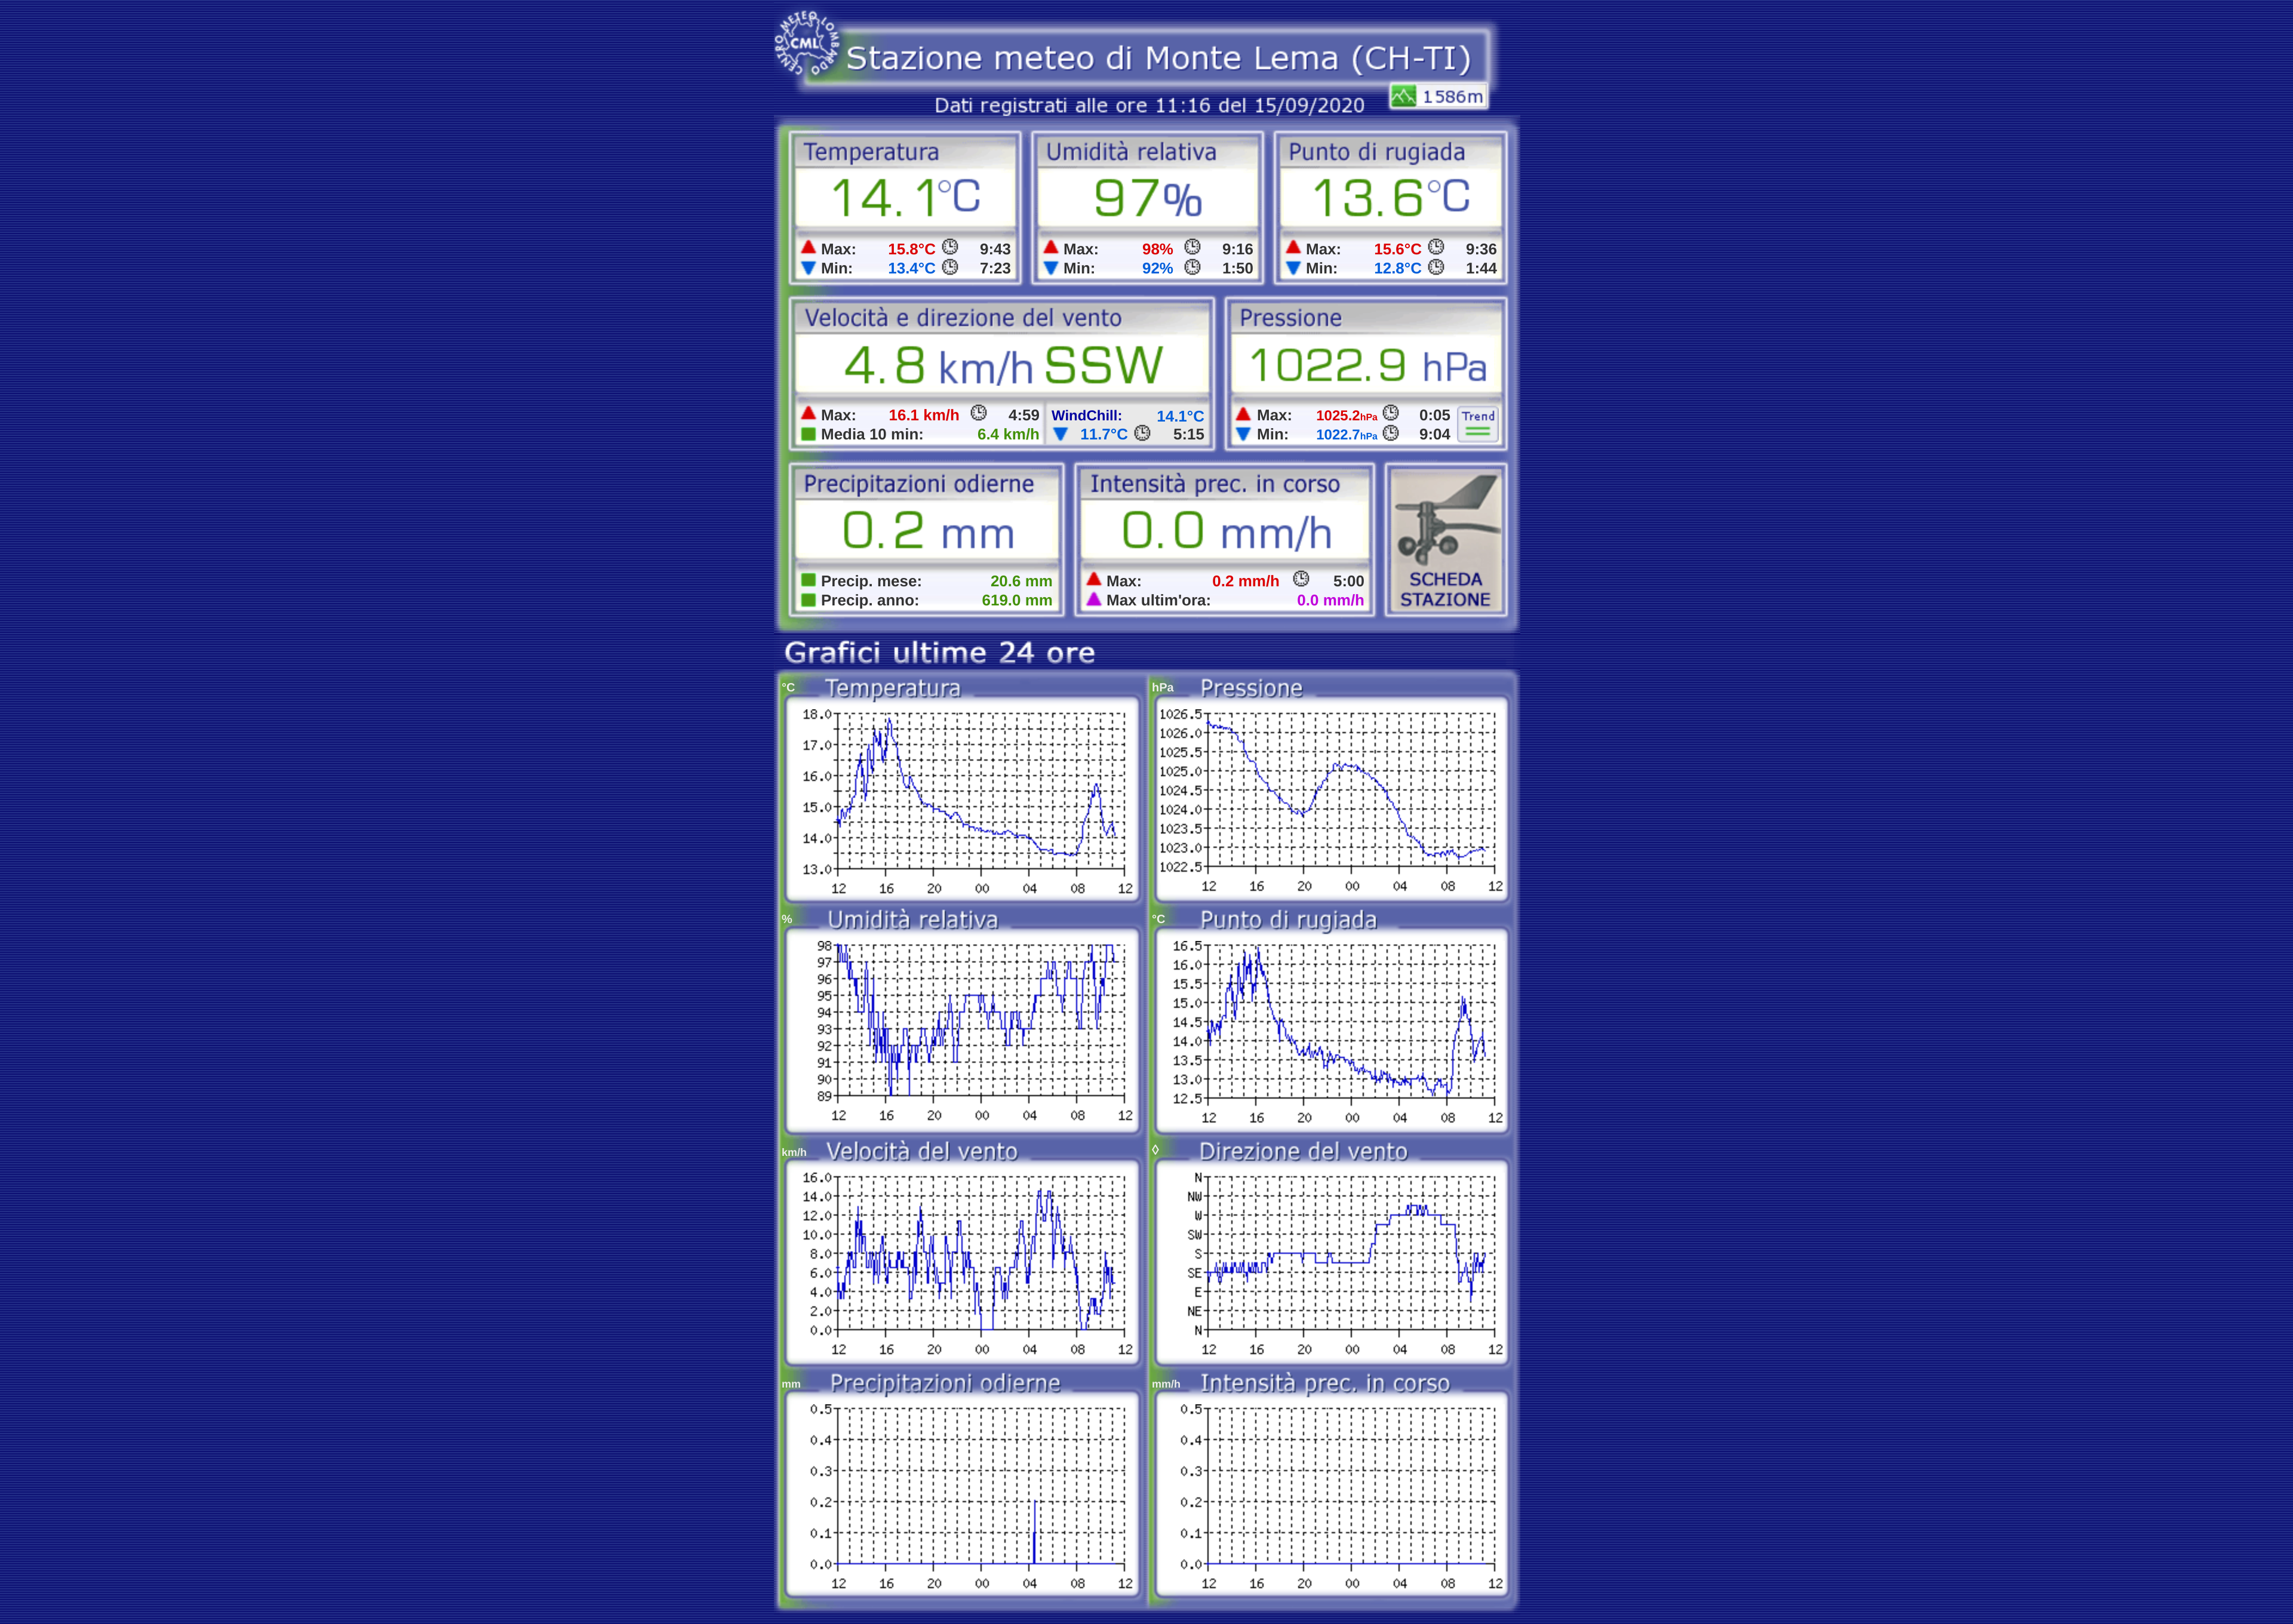 CENTRO METEO LOMBARDO
CML
Stazione meteo di Monte Lema (CH-TI)
1586m
Dati registrati alle ore 11:16 del 15/09/2020
Temperatura Umidità relativa Punto di rugiada
14.1°C 97% 13.6°C
Max: 15.8°C 9:43 Max: 98% 9:16 Max: 15.6°C 9:36
Min: 13.4°C 7:23 Min: 92% 1:50 Min: 12.8°C 1:44
Velocità e direzione del vento Pressione
4.8 km/h SSW 1022.9 hPa
Max: 16.1 km/h 4:59 WindChill: 14.1°C Max: 1025.2hPa 0:05 Trend
Media 10 min: 6.4 km/h 11.7°C 5:15 Min: 1022.7hPa 9:04
Precipitazioni odierne Intensità prec. in corso
0.2 mm 0.0 mm/h
Precip. mese: 20.6 mm Max: 0.2 mm/h 5:00 SCHEDA
Precip. anno: 619.0 mm Max ultim'ora: 0.0 mm/h STAZIONE
Grafici ultime 24 ore
°C Temperatura
18.0
17.0
16.0
15.0
14.0
13.0
12 16 20 00 04 08 12
hPa Pressione
1026.5
1026.0
1025.5
1025.0
1024.5
1024.0
1023.5
1023.0
1022.5
12 16 20 00 04 08 12
% Umidità relativa
98
97
96
95
94
93
92
91
90
89
12 16 20 00 04 08 12
°C Punto di rugiada
16.5
16.0
15.5
15.0
14.5
14.0
13.5
13.0
12.5
12 16 20 00 04 08 12
km/h Velocità del vento
16.0
14.0
12.0
10.0
8.0
6.0
4.0
2.0
0.0
12 16 20 00 04 08 12
◊ Direzione del vento
N
NW
W
SW
S
SE
E
NE
N
12 16 20 00 04 08 12
mm Precipitazioni odierne
0.5
0.4
0.3
0.2
0.1
0.0
12 16 20 00 04 08 12
mm/h Intensità prec. in corso
0.5
0.4
0.3
0.2
0.1
0.0
12 16 20 00 04 08 12